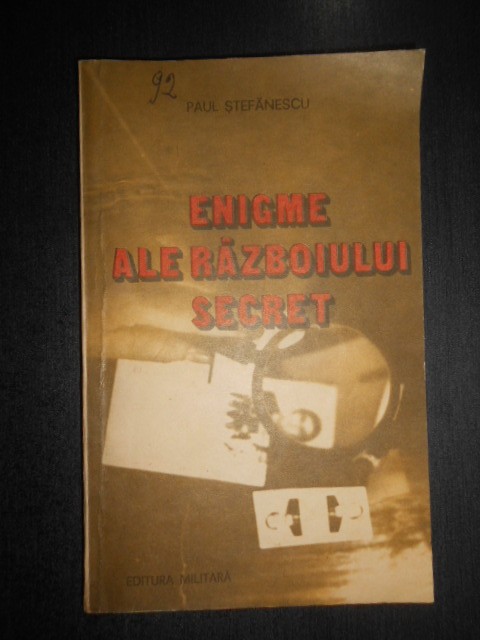 92
PAUL ȘTEFĂNESCU
ENIGME
ALE RĂZBOIULUI
SECRET
EDITURA MILITARĂ